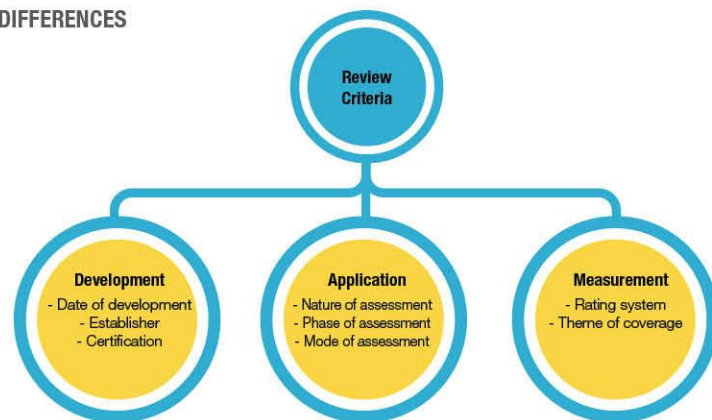 DIFFERENCES
Review
Criteria
Development
- Date of development
- Establisher
- Certification
Application
- Nature of assessment
- Phase of assessment
- Mode of assessment
Measurement
- Rating system
- Theme of coverage